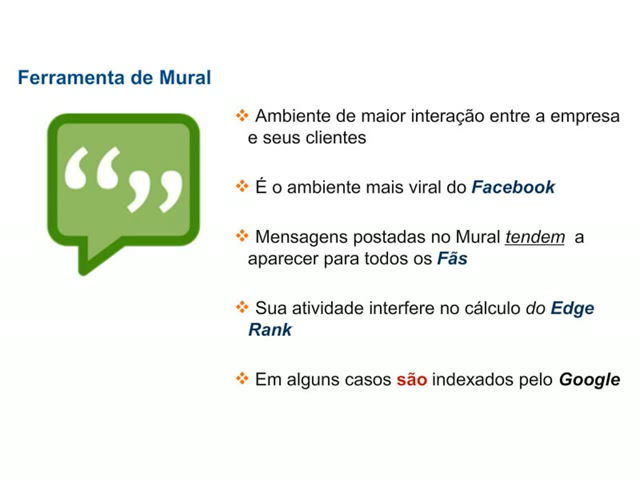 Ferramenta de Mural
❖ Ambiente de maior interação entre a empresa
e seus clientes
❖ É o ambiente mais viral do Facebook
❖ Mensagens postadas no Mural tendem a
aparecer para todos os Fãs
❖ Sua atividade interfere no cálculo do Edge
Rank
❖ Em alguns casos são indexados pelo Google